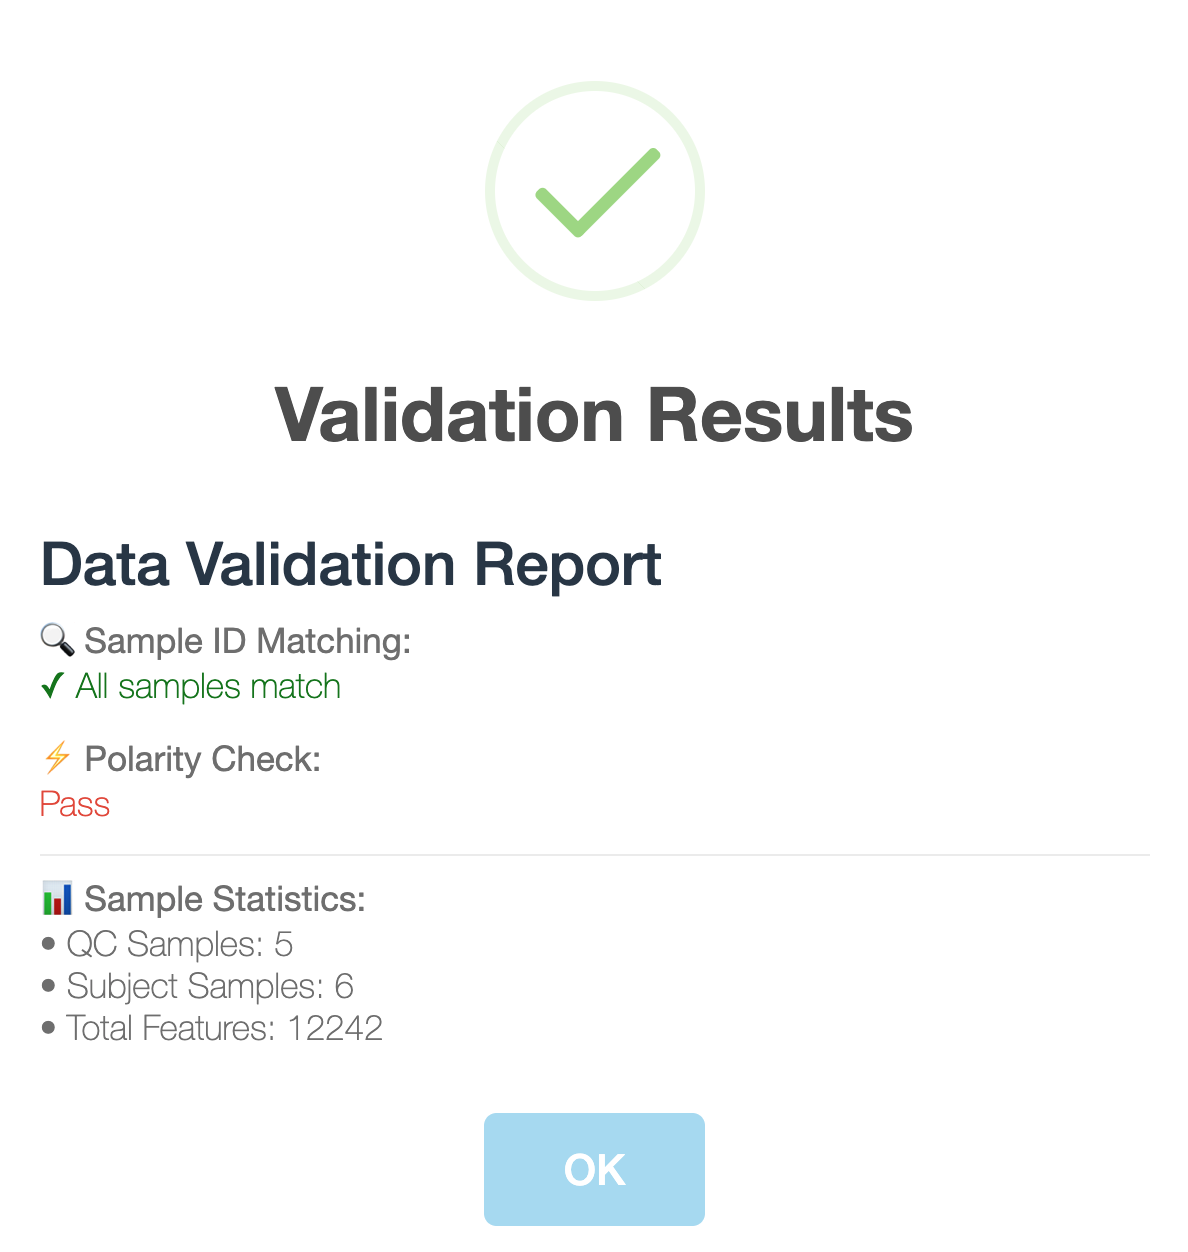 Validation Results
Data Validation Report
🔍 Sample ID Matching:
✓ All samples match
⚡ Polarity Check:
Pass
📊 Sample Statistics:
• QC Samples: 5
• Subject Samples: 6
• Total Features: 12242
OK